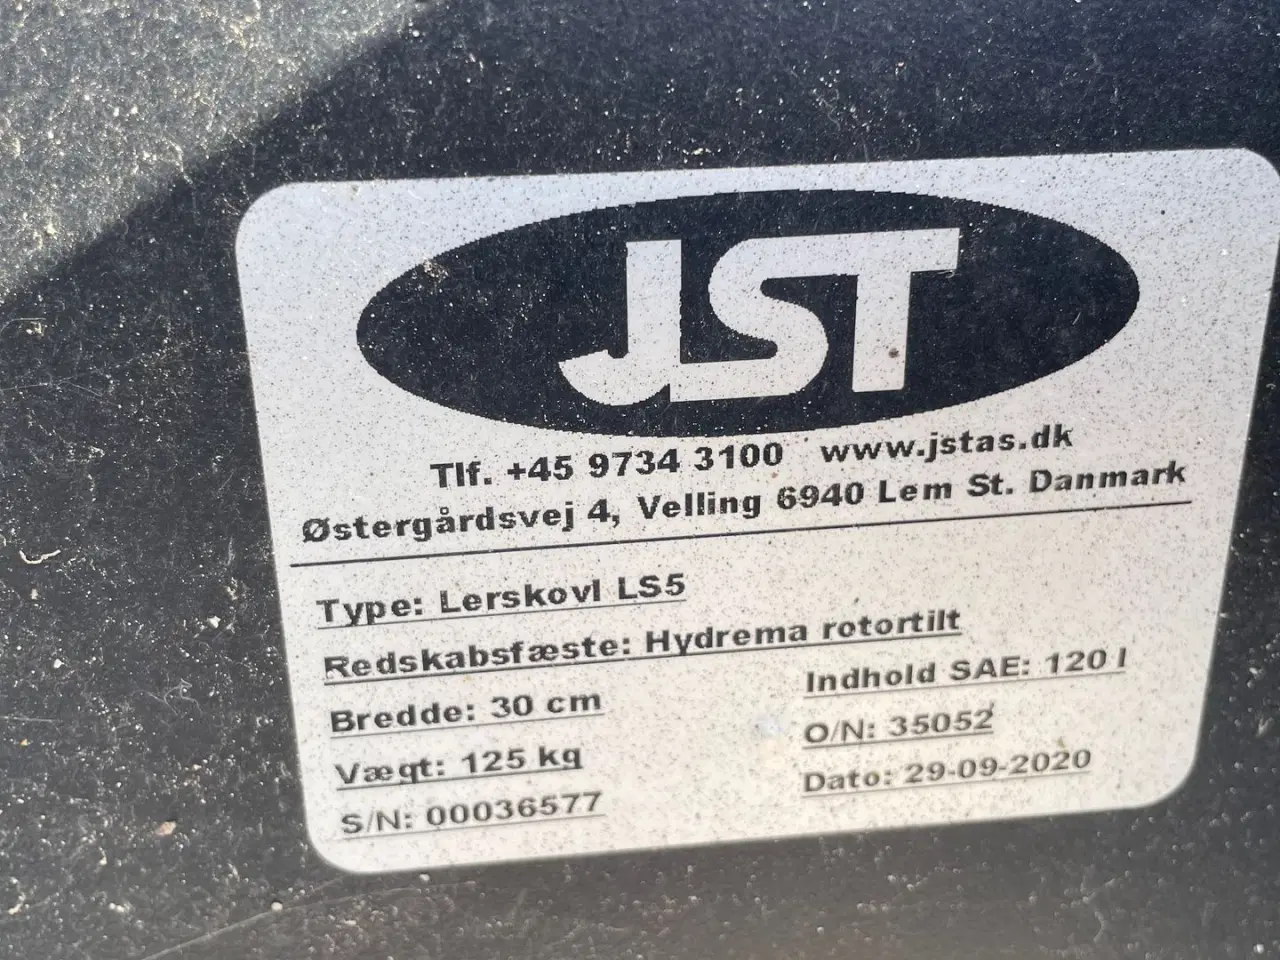 JST
Tlf. +45 9734 3100 www.jstas.dk
Østergårdsvej 4, Velling 6940 Lem St. Danmark
Type: Lerskovl LS5
Redskabsfæste: Hydrema rotortilt
Bredde: 30 cm Indhold SAE: 120 l
Vægt: 125 kg O/N: 35052
S/N: 00036577 Dato: 29-09-2020